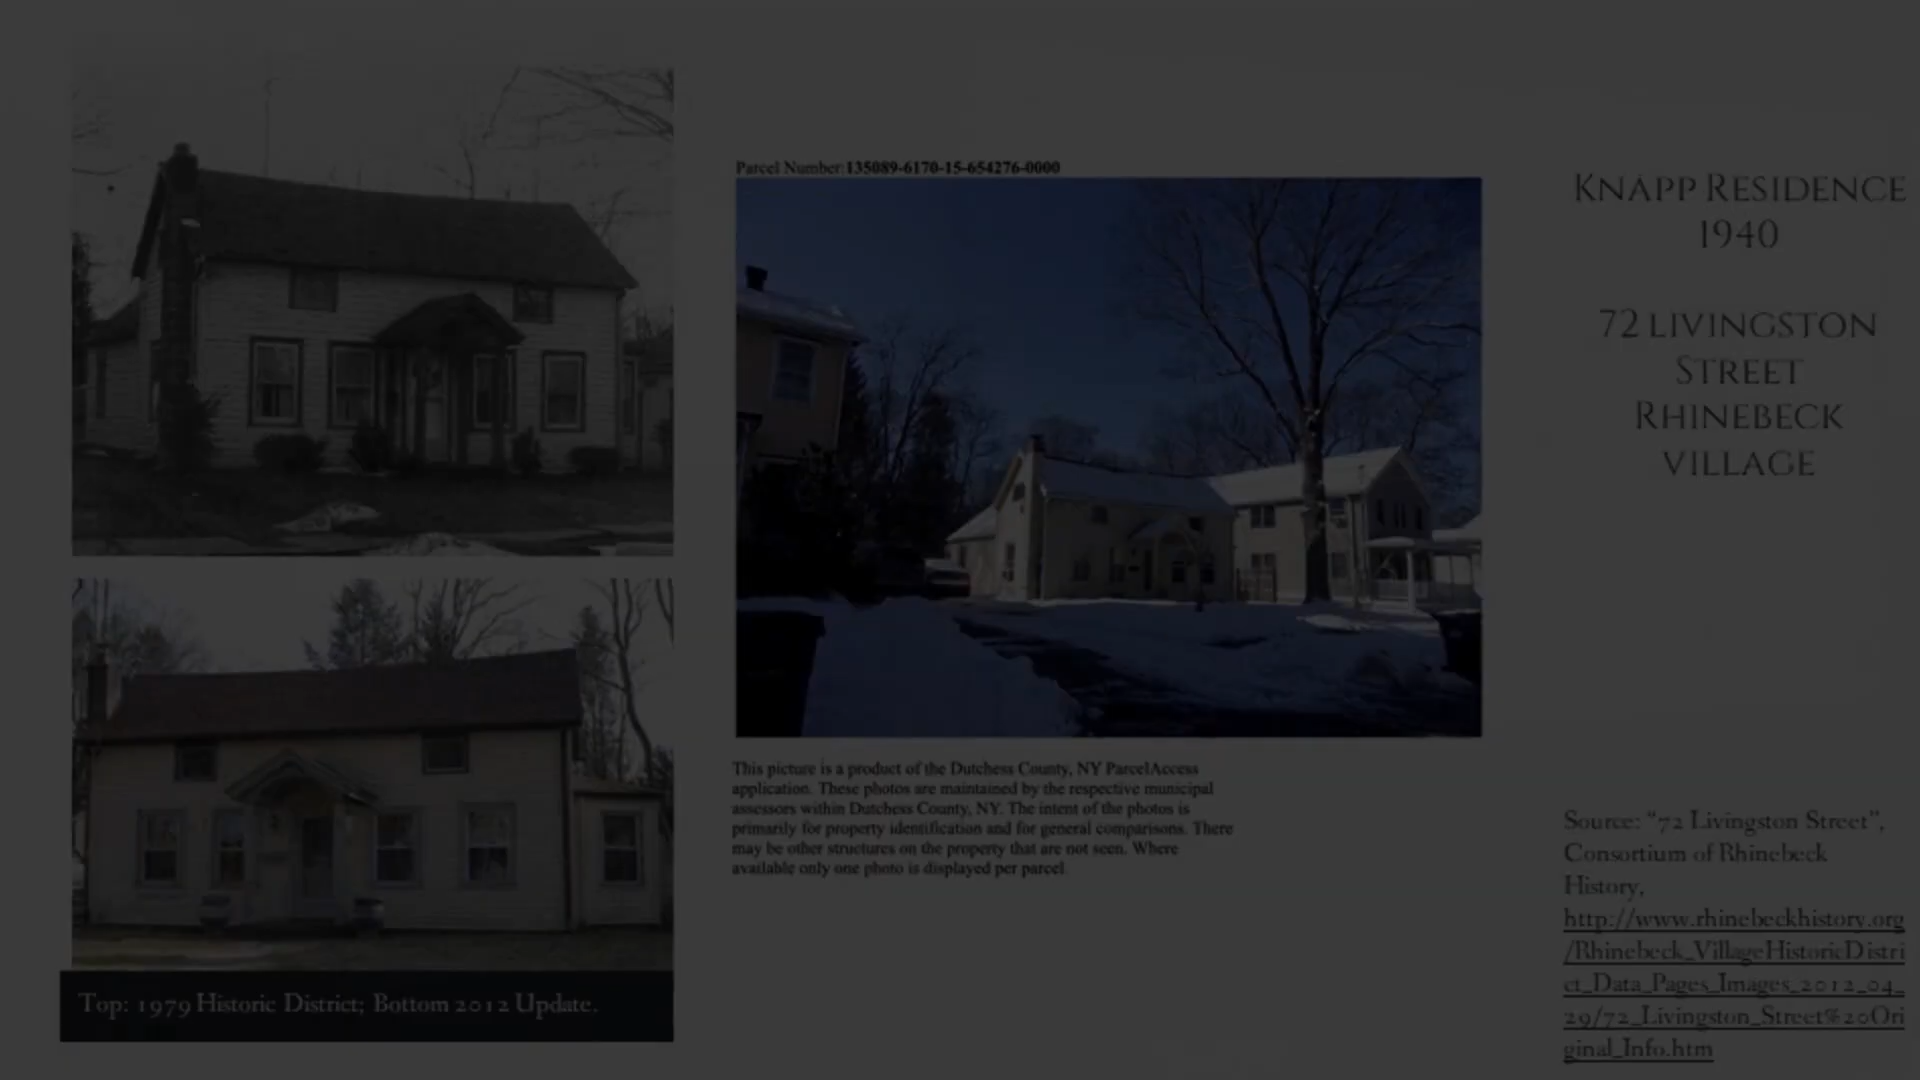 Parcel Number:135089-6170-15-654276-0000
KNAPP RESIDENCE
1940
72 LIVINGSTON
STREET
RHINEBECK
VILLAGE
This picture is a product of the Dutchess County, NY ParcelAccess
application. These photos are maintained by the respective municipal
assessors within Dutchess County, NY. The intent of the photos is
primarily for property identification and for general comparisons. There
may be other structures on the property that are not seen. Where
available only one photo is displayed per parcel.
Top: 1979 Historic District; Bottom 2012 Update.
Source: “72 Livingston Street”,
Consortium of Rhinebeck
History,
http://www.rhinebeckhistory.org
/Rhinebeck_VillageHistoricDistri
ct_Data_Pages_Images_2012_04_
29/72_Livingston_Street%20Ori
ginal_Info.htm